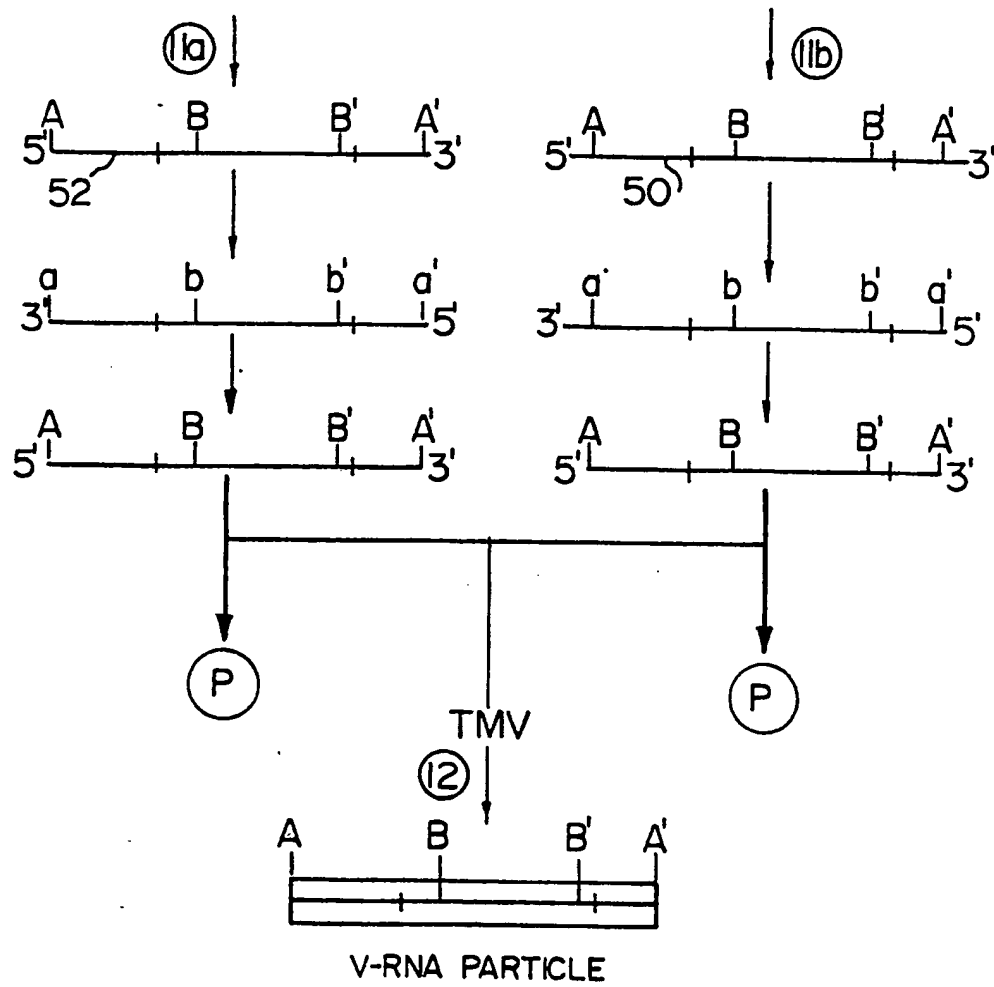 11a
11b
A B B' A'
5' 3'
52
A B B' A'
5' 3'
50
a b b' a'
3' 5'
a b b' a'
3' 5'
A B B' A'
5' 3'
A B B' A'
5' 3'
P
P
TMV
12
A B B' A'
V-RNA PARTICLE